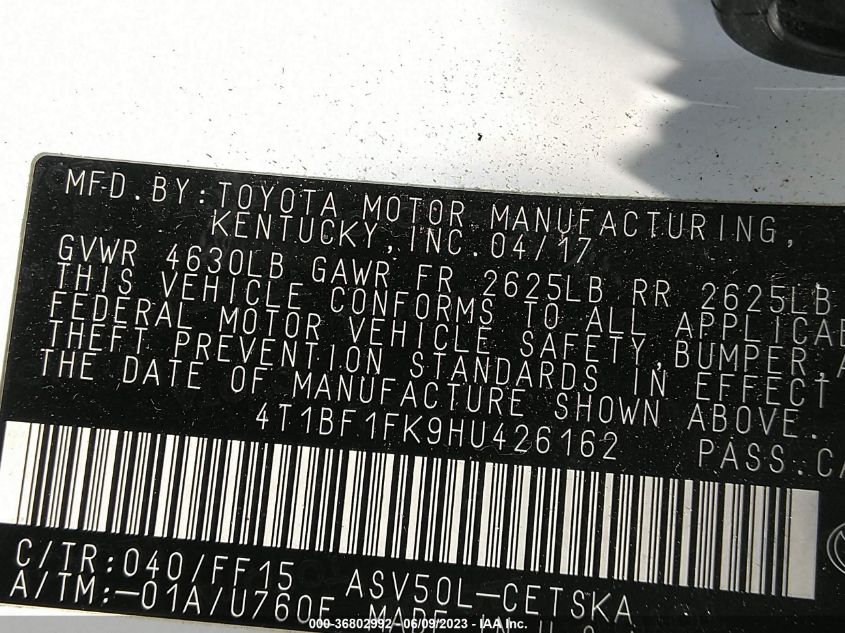 MFD.BY:TOYOTA MOTOR MANUFACTURING,
KENTUCKY,INC.04/17
GVWR 4630LB GAWR FR 2625LB RR 2625LB
THIS VEHICLE CONFORMS TO ALL APPLICAB
FEDERAL MOTOR VEHICLE SAFETY,BUMPER,A
THEFT PREVENTION STANDARDS IN EFFECT
THE DATE OF MANUFACTURE SHOWN ABOVE.
4T1BF1FK9HU426162 PASS.CA
C/TR:040/FF15 ASV50L-CETSKA
A/TM:-01A/U760E MADE IN U.S
000-36802992 - 06/09/2023 - IAA Inc.